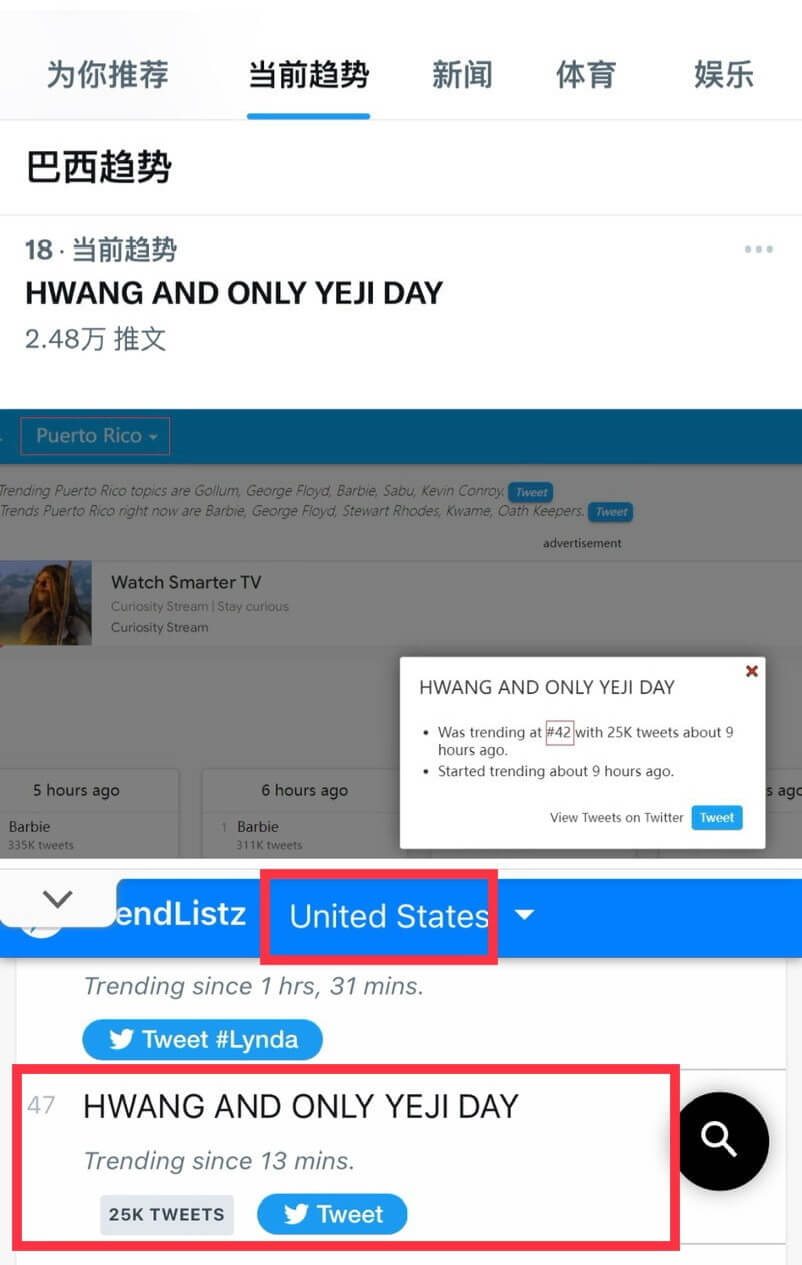 为你推荐 当前趋势 新闻 体育 娱乐
巴西趋势
18 · 当前趋势
HWANG AND ONLY YEJI DAY
2.48万 推文
Puerto Rico
Trending Puerto Rico topics are Gollum, George Floyd, Barbie, Sabu, Kevin Conroy. Tweet
Trends Puerto Rico right now are Barbie, George Floyd, Stewart Rhodes, Kwame, Oath Keepers. Tweet
advertisement
Watch Smarter TV
Curiosity Stream | Stay curious
Curiosity Stream
HWANG AND ONLY YEJI DAY
• Was trending at #42 with 25K tweets about 9
hours ago.
• Started trending about 9 hours ago.
View Tweets on Twitter Tweet
5 hours ago
Barbie
335K tweets
6 hours ago
1 Barbie
311K tweets
s ago
endListz United States
Trending since 1 hrs, 31 mins.
Tweet #Lynda
47 HWANG AND ONLY YEJI DAY
Trending since 13 mins.
25K TWEETS Tweet